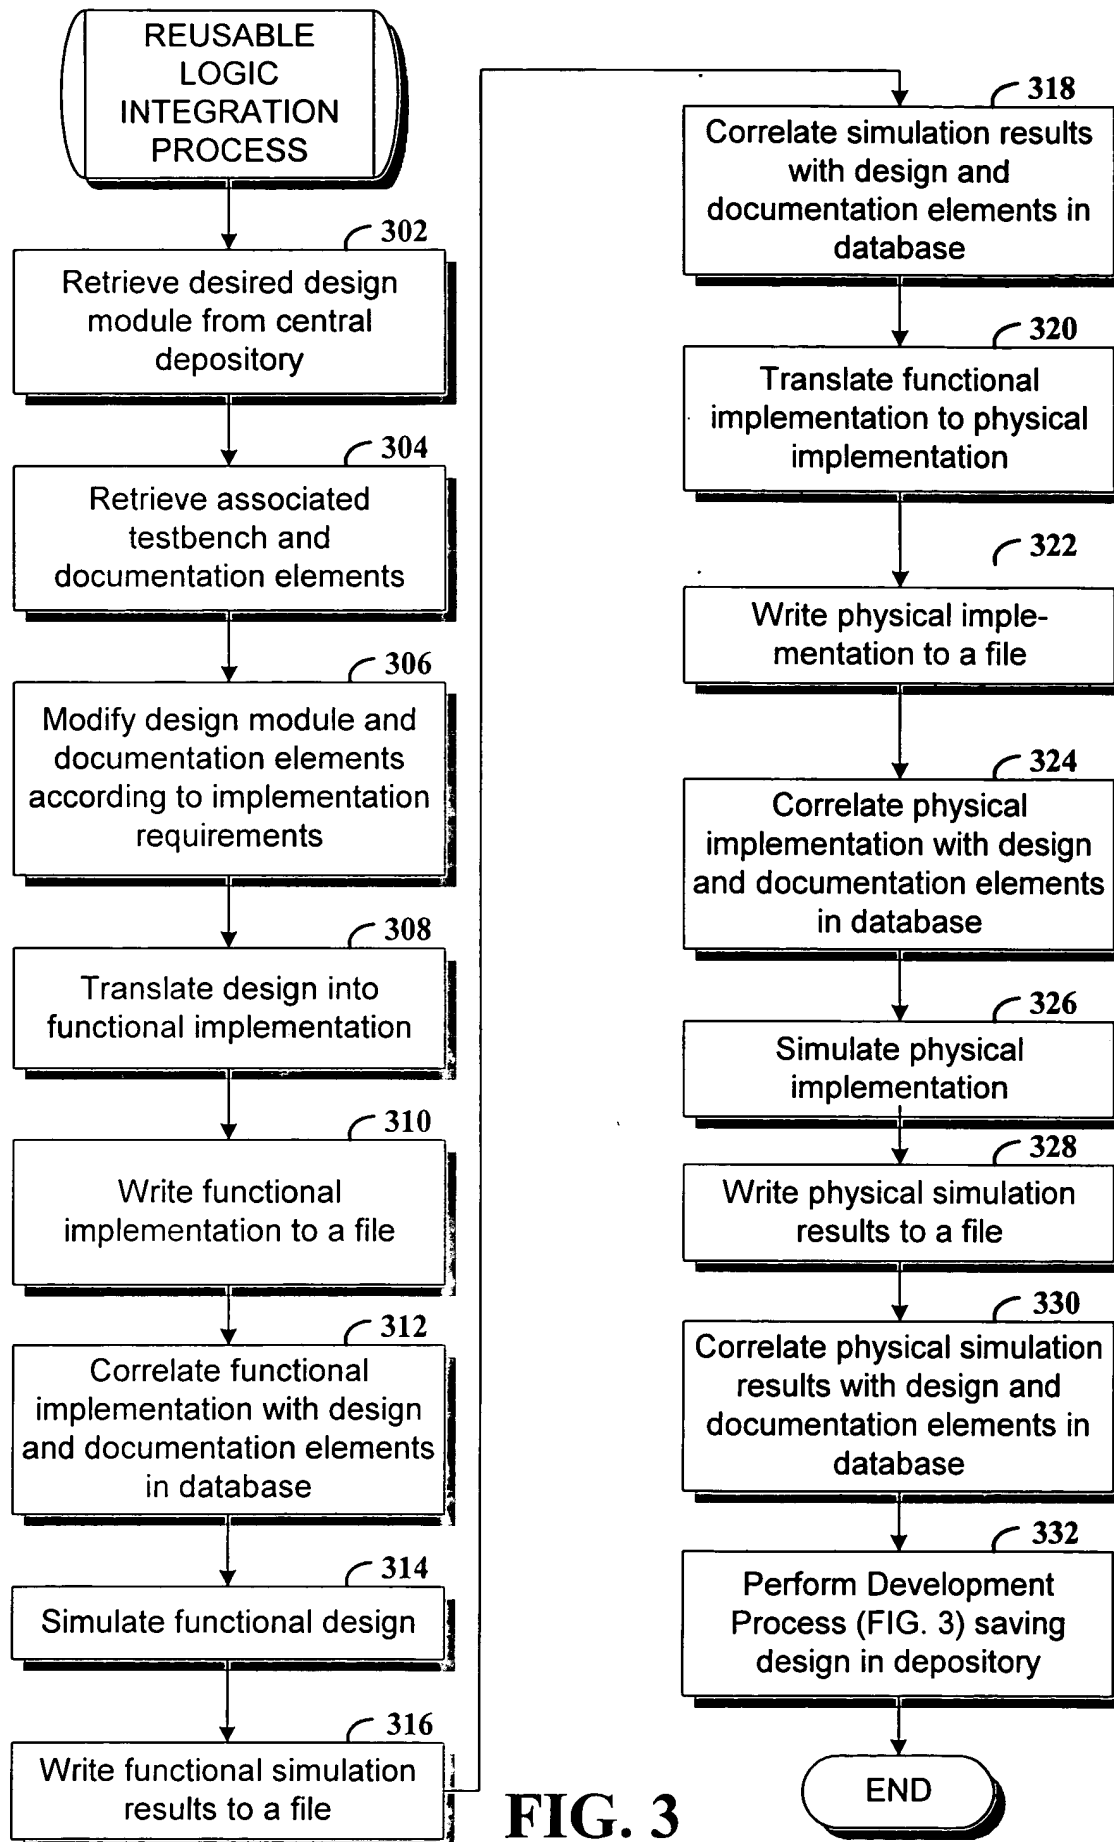 REUSABLE
LOGIC
INTEGRATION
PROCESS
302
Retrieve desired design
module from central
depository
304
Retrieve associated
testbench and
documentation elements
306
Modify design module and
documentation elements
according to implementation
requirements
308
Translate design into
functional implementation
310
Write functional
implementation to a file
312
Correlate functional
implementation with design
and documentation elements
in database
314
Simulate functional design
316
Write functional simulation
results to a file
318
Correlate simulation results
with design and
documentation elements in
database
320
Translate functional
implementation to physical
implementation
322
Write physical imple-
mentation to a file
324
Correlate physical
implementation with design
and documentation elements
in database
326
Simulate physical
implementation
328
Write physical simulation
results to a file
330
Correlate physical simulation
results with design and
documentation elements in
database
332
Perform Development
Process (FIG. 3) saving
design in depository
END
FIG. 3